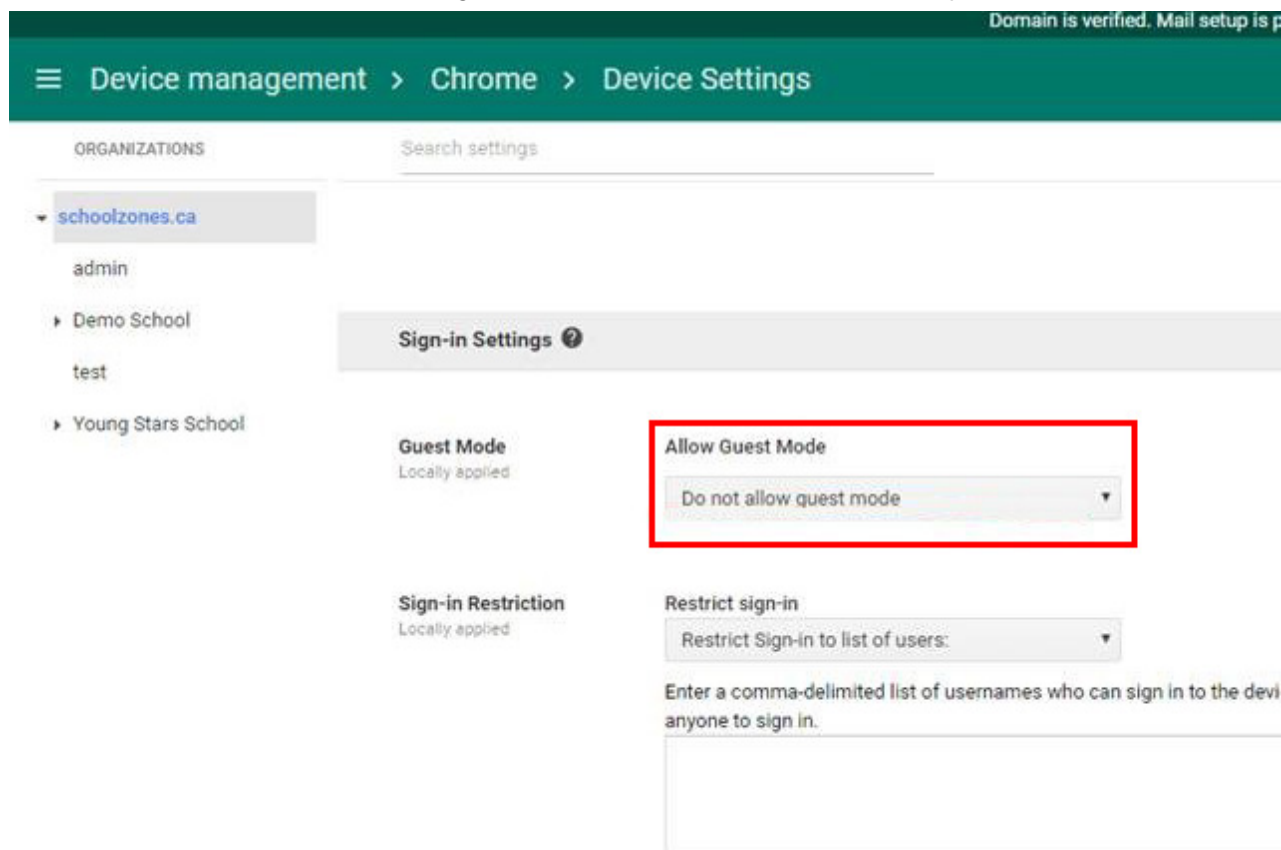 Domain is verified. Mail setup is p
Device management > Chrome > Device Settings
ORGANIZATIONS
Search settings
schoolzones.ca
admin
Demo School
test
Young Stars School
Sign-in Settings
Guest Mode
Locally applied
Allow Guest Mode
Do not allow guest mode
Sign-in Restriction
Locally applied
Restrict sign-in
Restrict Sign-in to list of users:
Enter a comma-delimited list of usernames who can sign in to the devi
anyone to sign in.